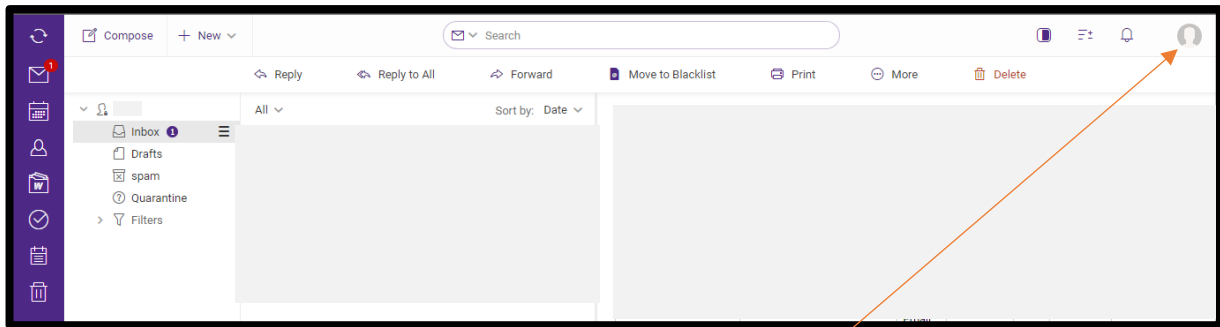 Compose New Search
1
Reply Reply to All Forward Move to Blacklist Print More Delete
All Sort by: Date
Inbox 1
Drafts
spam
Quarantine
Filters